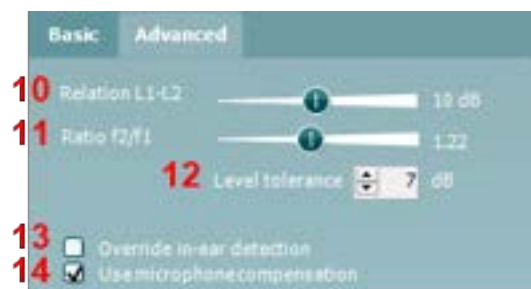 Basic Advanced
10 Relation L1-L2 10 dB
11 Ratio f2/f1 1.22
12 Level tolerance 7 dB
13 Override in-ear detection
14 Use microphone compensation